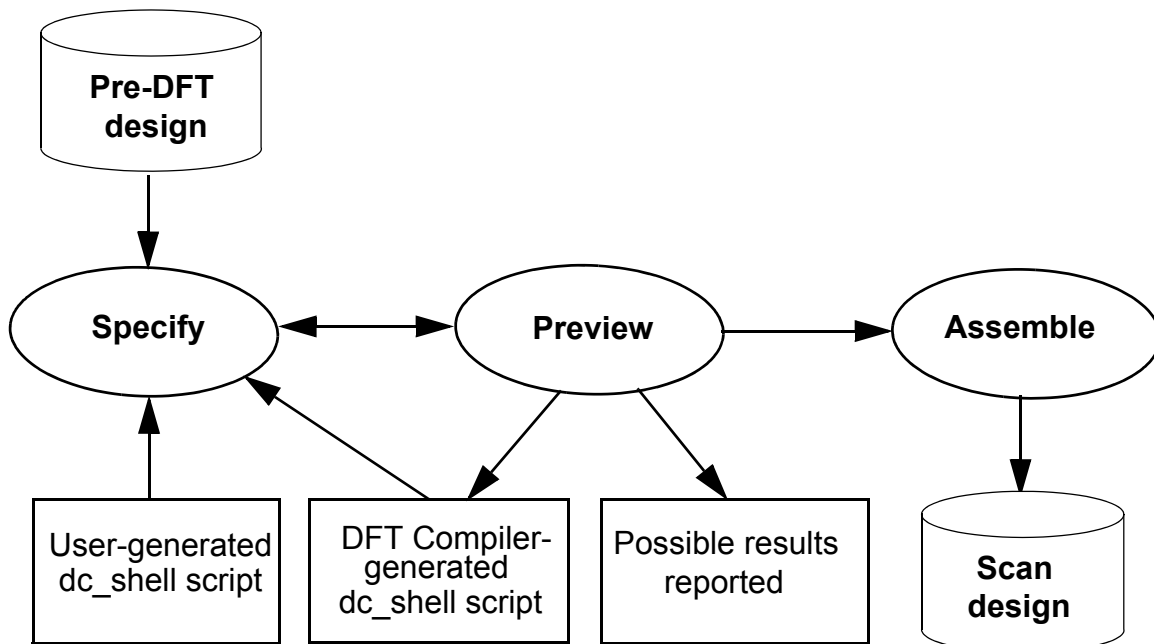 Pre-DFT
design
Specify
Preview
Assemble
User-generated
dc_shell script
DFT Compiler-
generated
dc_shell script
Possible results
reported
Scan
design